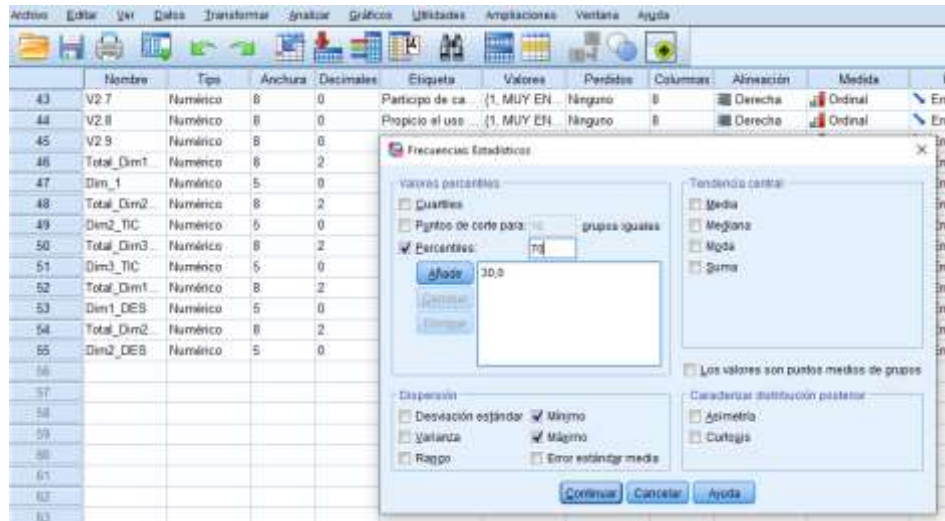 Archivo Editar Ver Datos Transformar Analizar Gráficos Utilidades Ampliaciones Ventana Ayuda
Nombre Tipo Anchura Decimales Etiqueta Valores Perdidos Columnas Alineación Medida
43 V2.7 Numérico 8 0 Participo de ca... {1, MUY EN... Ninguno 8 Derecha Ordinal En
44 V2.8 Numérico 8 0 Propicio el uso ... {1, MUY EN... Ninguno 8 Derecha Ordinal En
45 V2.9 Numérico 8 0
46 Total_Dim1... Numérico 8 2
47 Dim_1 Numérico 5 0
48 Total_Dim2... Numérico 8 2
49 Dim2_TIC Numérico 5 0
50 Total_Dim3... Numérico 8 2
51 Dim3_TIC Numérico 5 0
52 Total_Dim1... Numérico 8 2
53 Dim1_DES Numérico 5 0
54 Total_Dim2... Numérico 8 2
55 Dim2_DES Numérico 5 0
56
57
58
59
60
61
62
63
Frecuencias: Estadísticos
Valores percentiles
Cuartiles
Puntos de corte para: 10 grupos iguales
Percentiles: 70
Añadir 30,0
Cambiar
Eliminar
Tendencia central
Media
Mediana
Moda
Suma
Los valores son puntos medios de grupos
Dispersión
Desviación estándar Mínimo
Varianza Máximo
Rango Error estándar media
Caracterizar distribución posterior
Asimetría
Curtosis
Continuar Cancelar Ayuda